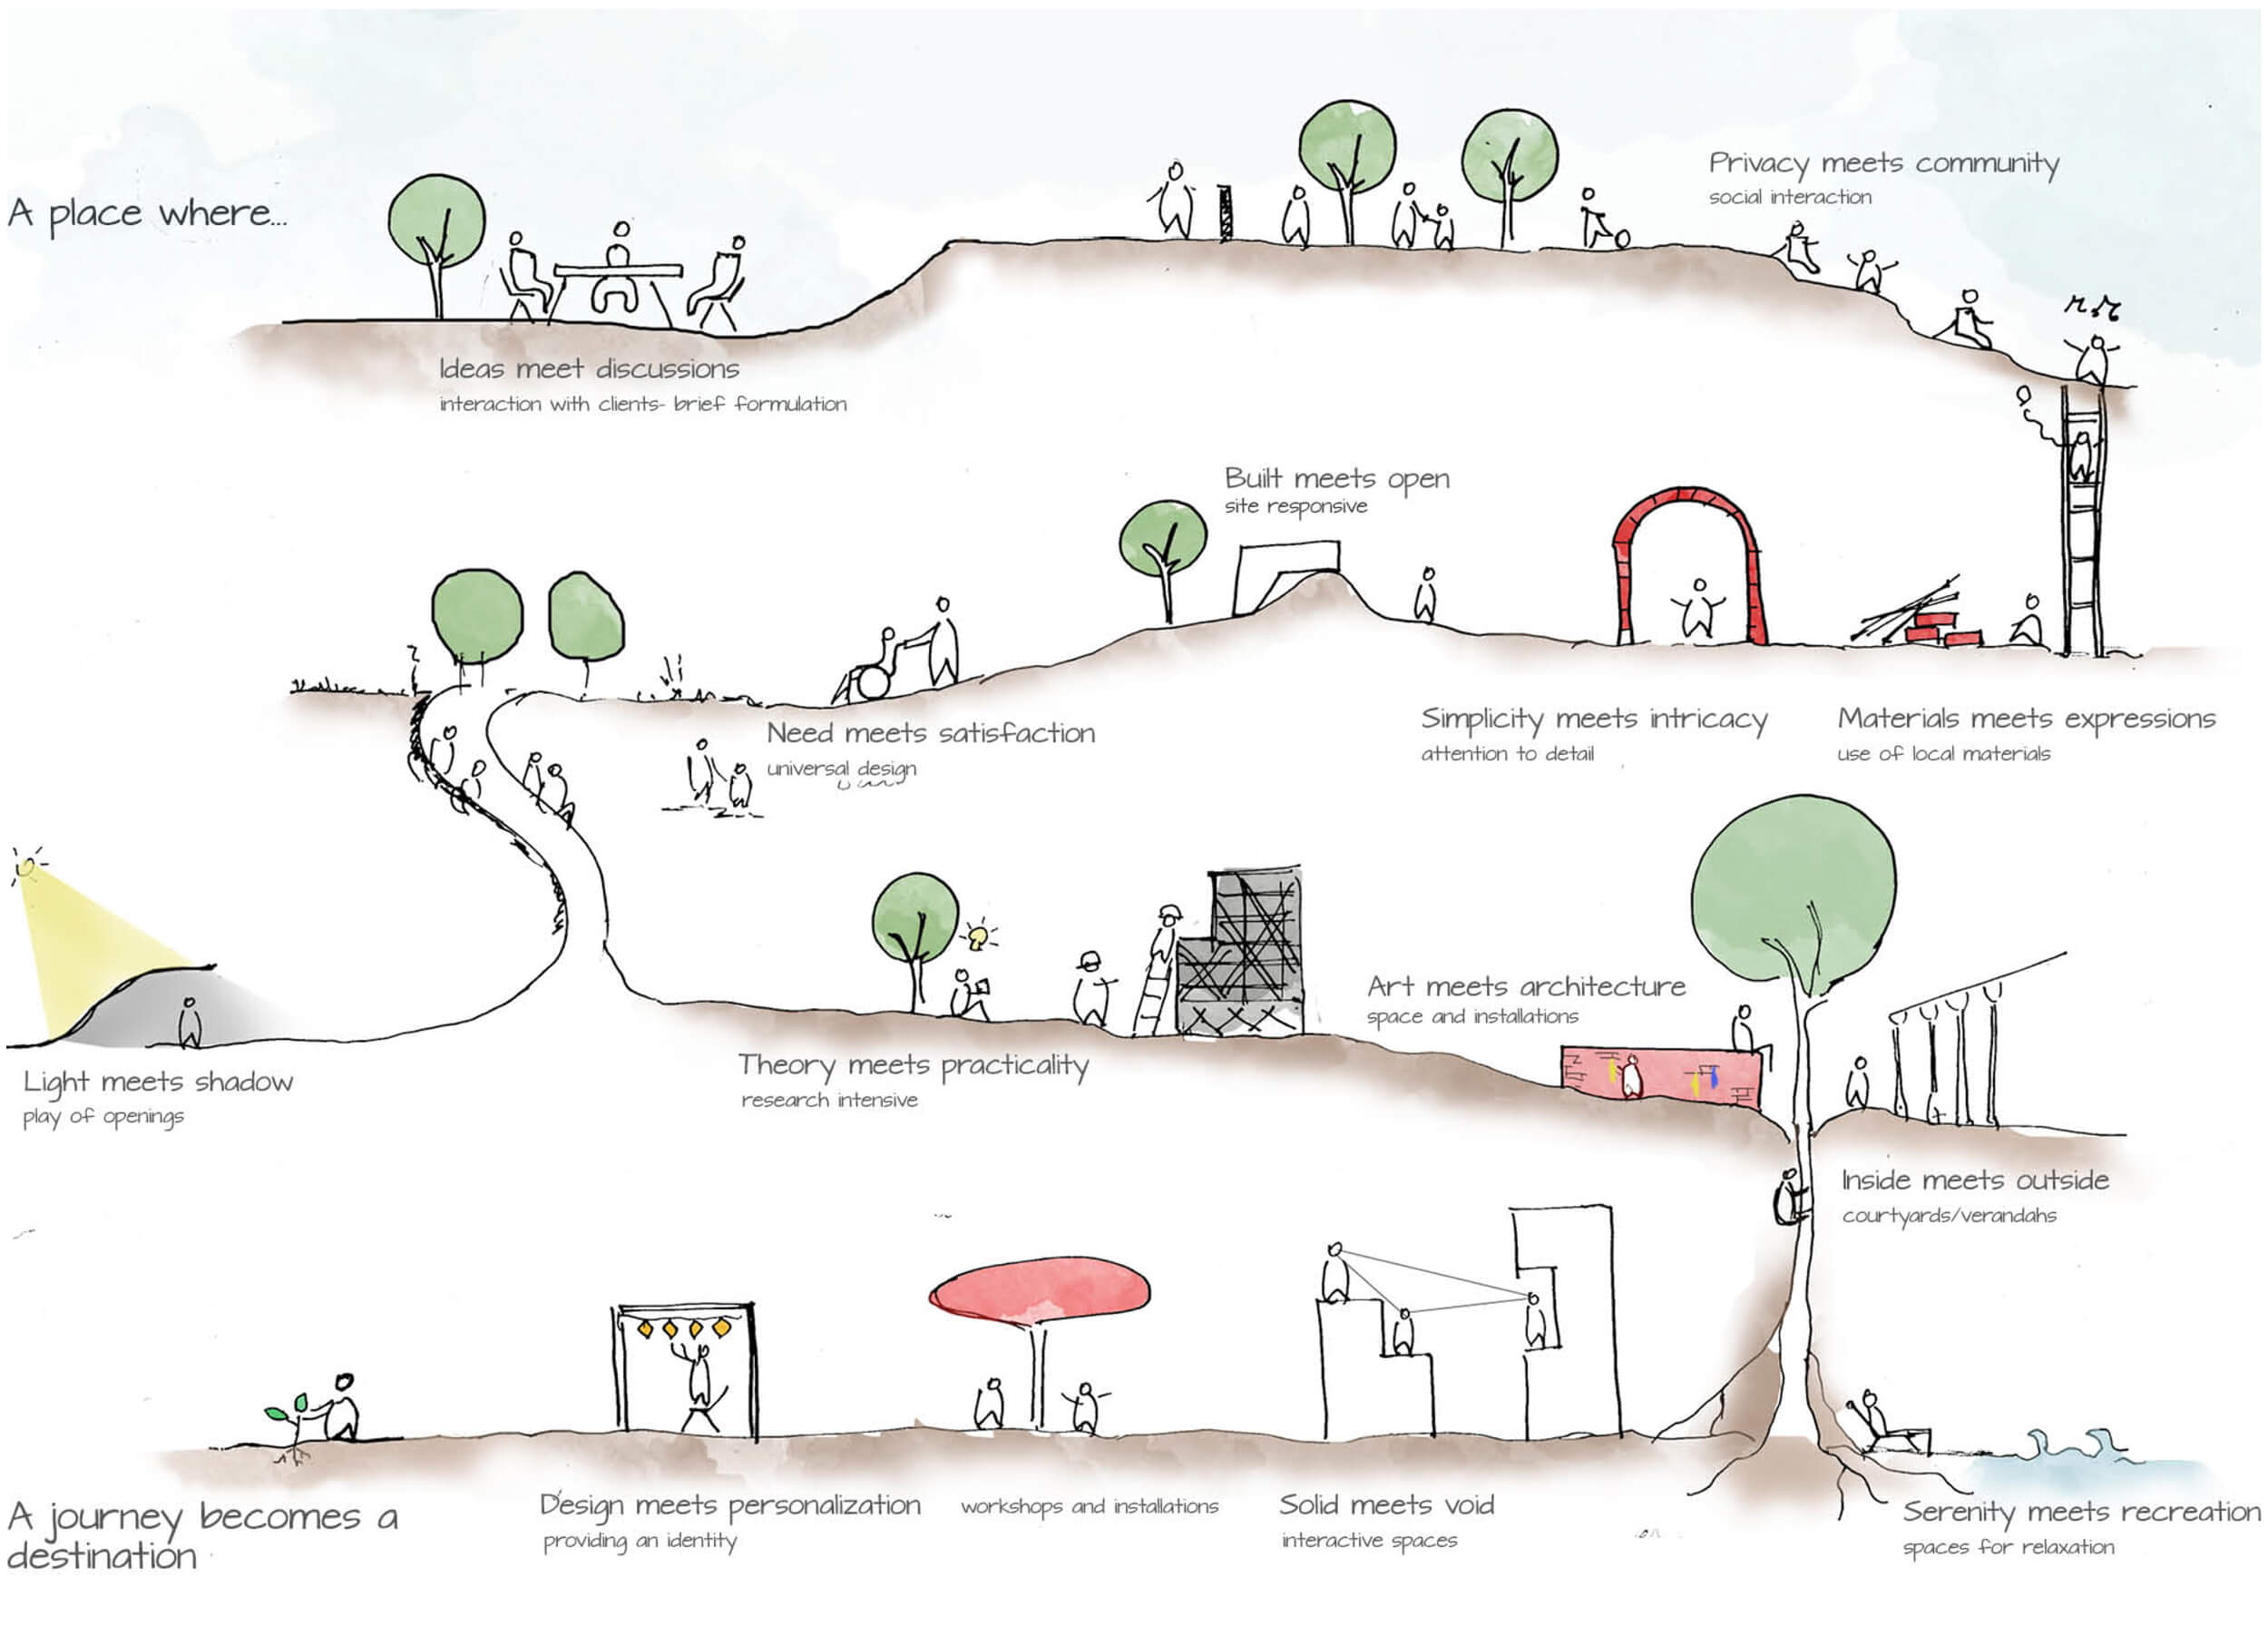 A place where...
Privacy meets community
social interaction
Ideas meet discussions
interaction with clients- brief formulation
Built meets open
site responsive
Need meets satisfaction
universal design
Simplicity meets intricacy
attention to detail
Materials meets expressions
use of local materials
Light meets shadow
play of openings
Theory meets practicality
research intensive
Art meets architecture
space and installations
Inside meets outside
courtyards/verandahs
A journey becomes a
destination
Design meets personalization
providing an identity
workshops and installations
Solid meets void
interactive spaces
Serenity meets recreation
spaces for relaxation